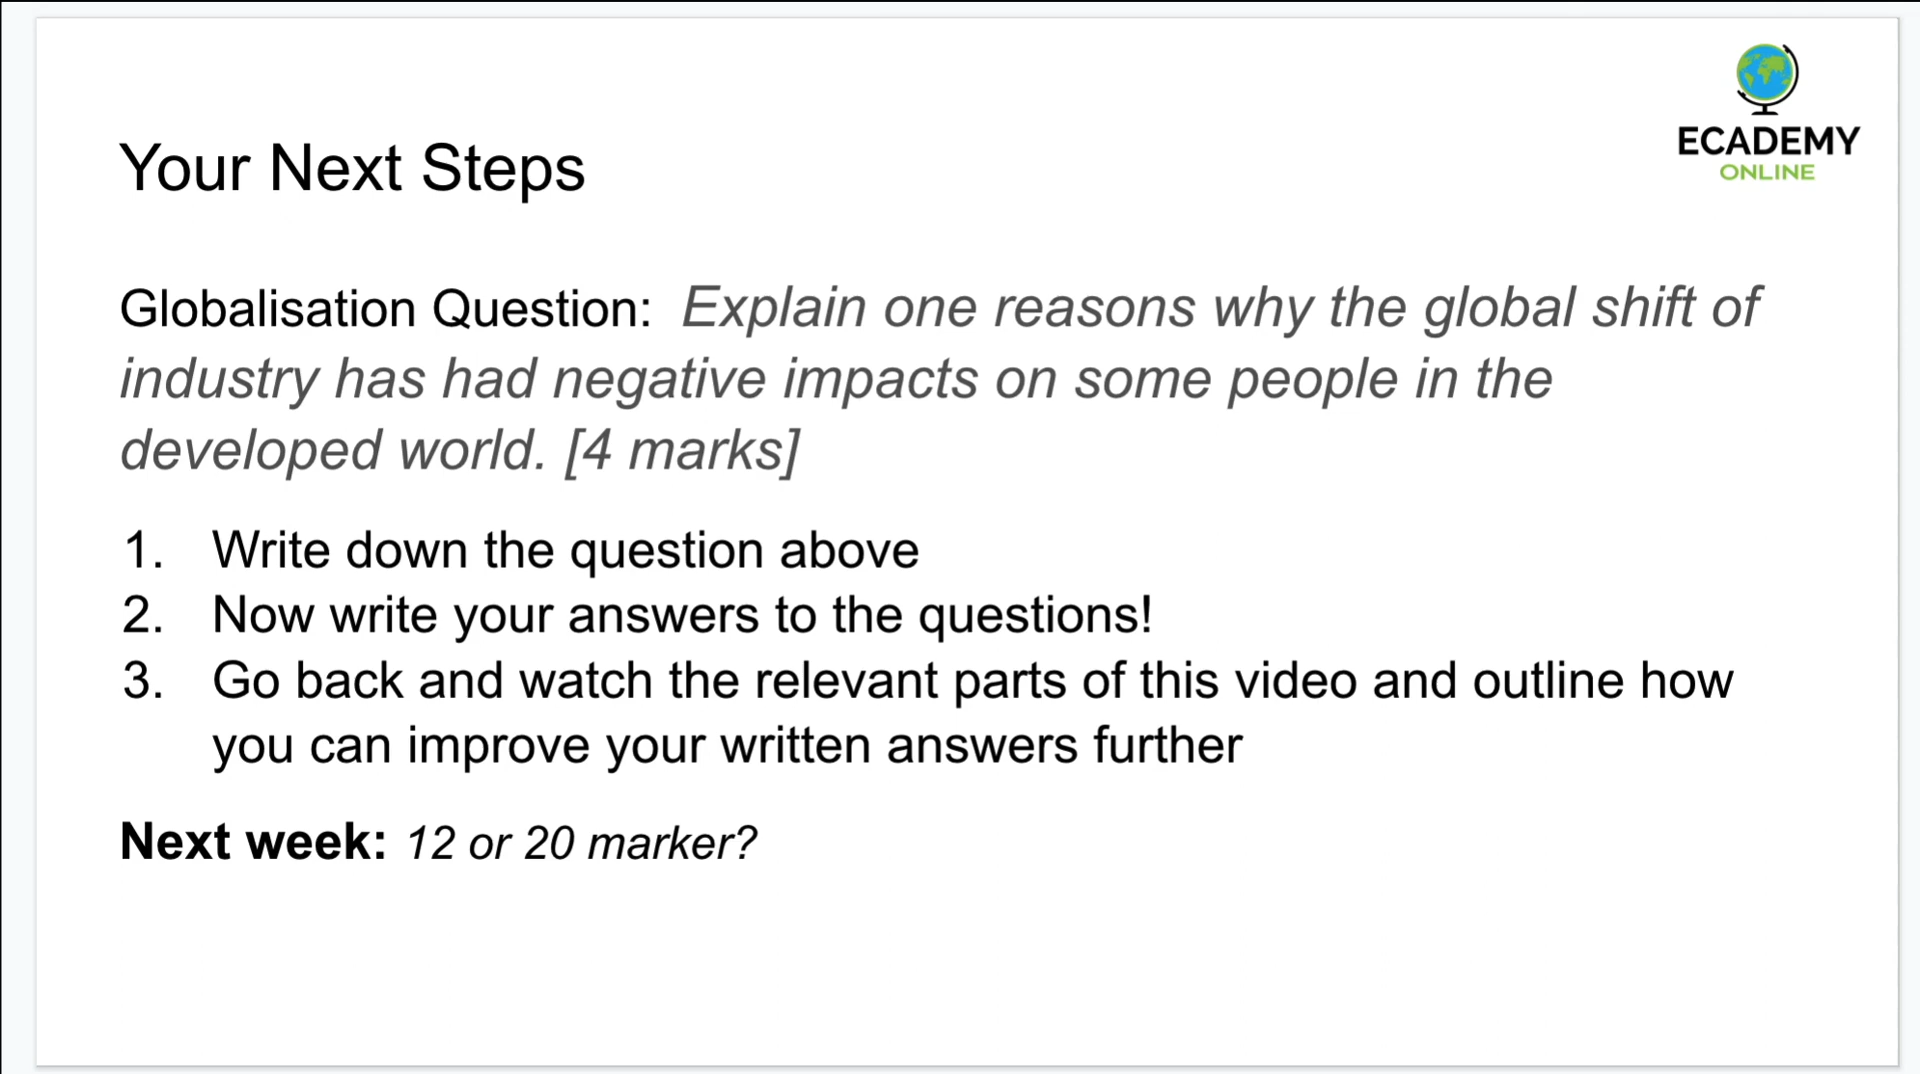 ECADEMY
ONLINE
Your Next Steps
Globalisation Question: Explain one reasons why the global shift of
industry has had negative impacts on some people in the
developed world. [4 marks]
1. Write down the question above
2. Now write your answers to the questions!
3. Go back and watch the relevant parts of this video and outline how
you can improve your written answers further
Next week: 12 or 20 marker?